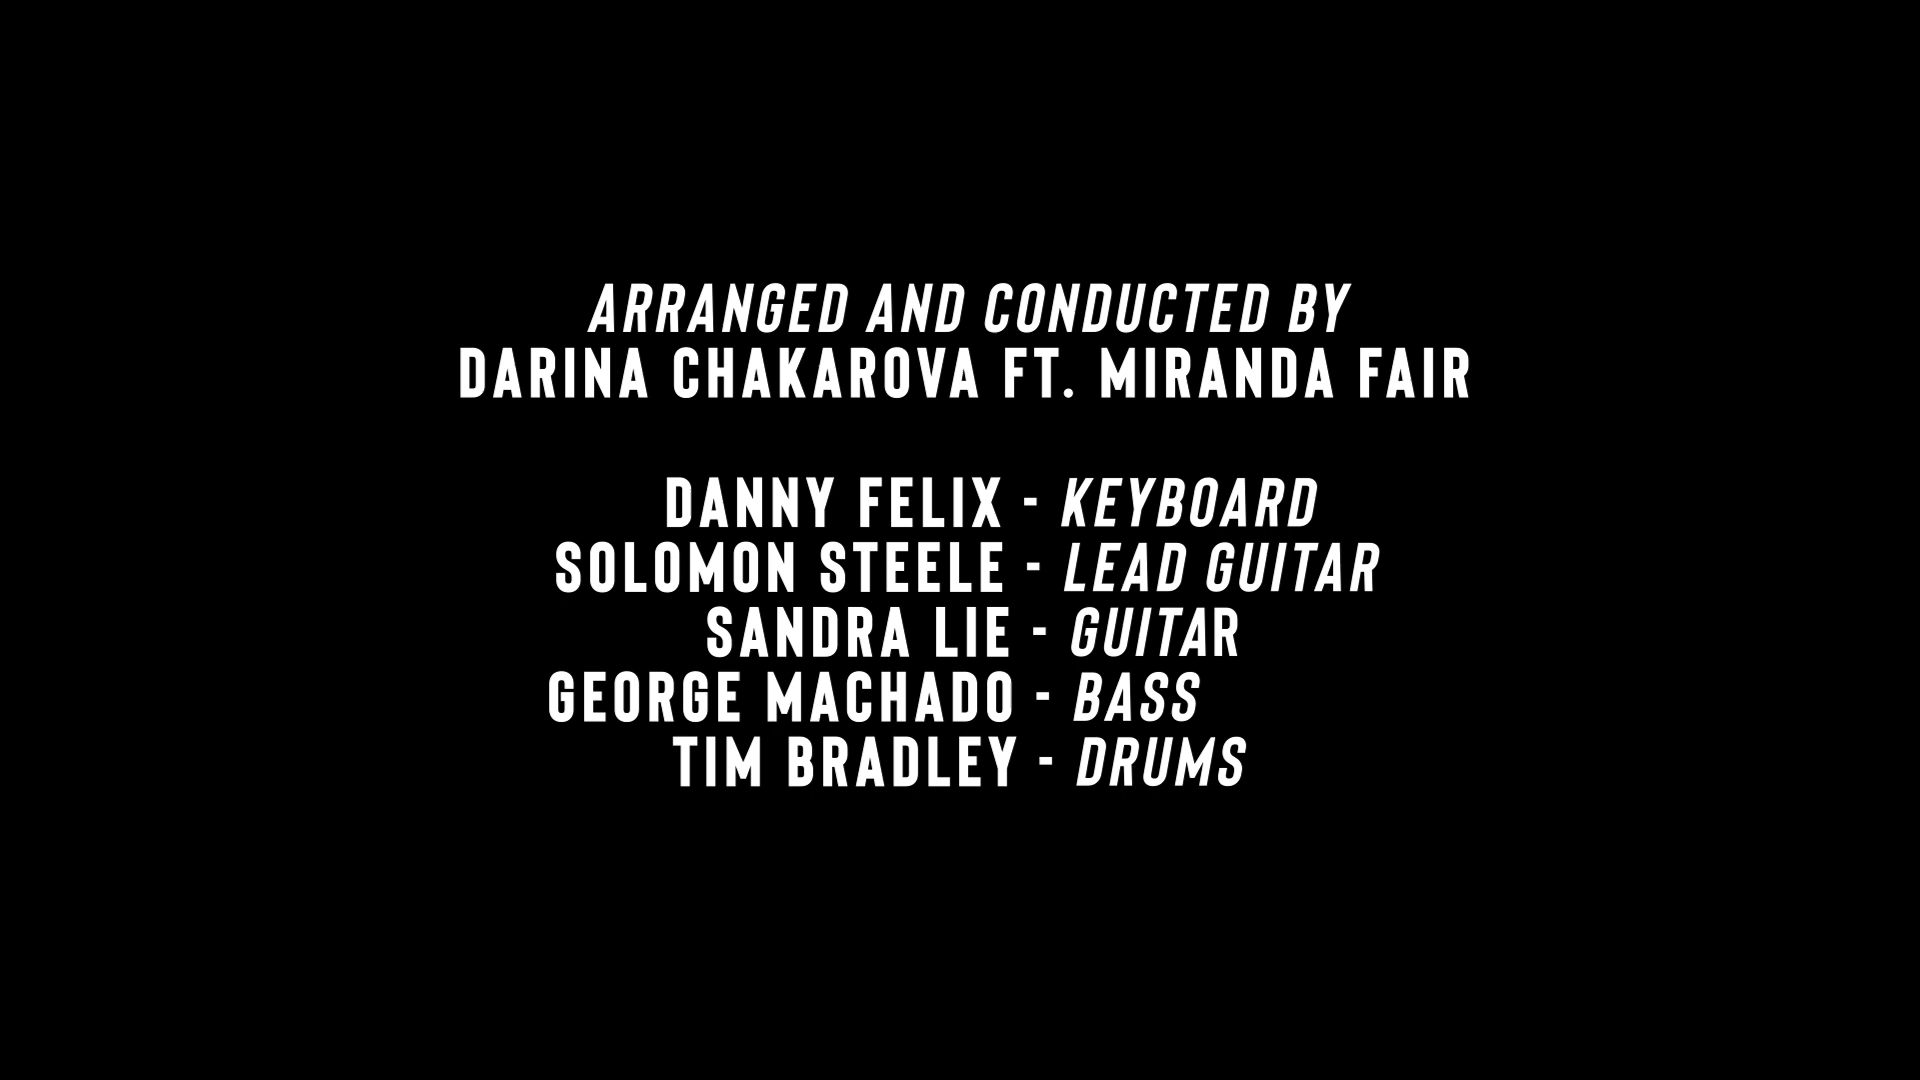 ARRANGED AND CONDUCTED BY
DARINA CHAKAROVA FT. MIRANDA FAIR
DANNY FELIX - KEYBOARD
SOLOMON STEELE - LEAD GUITAR
SANDRA LIE - GUITAR
GEORGE MACHADO - BASS
TIM BRADLEY - DRUMS